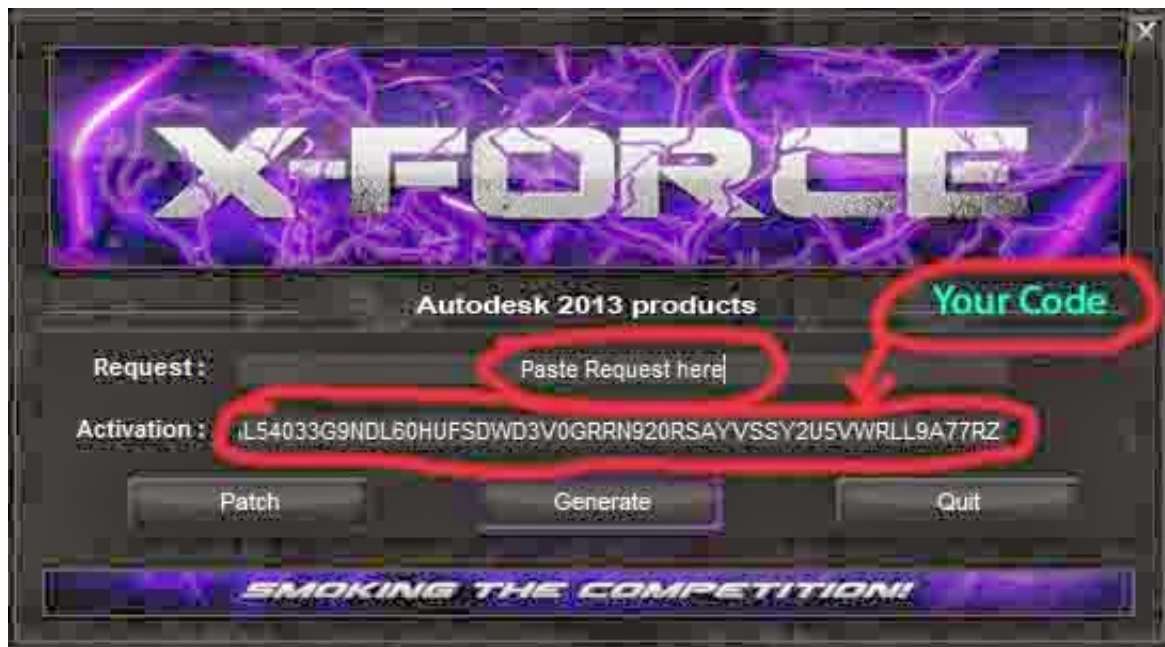 X
X-FORCE
Autodesk 2013 products
Your Code
Request :
Paste Request here
Activation :
L54033G9NDL60HUFSDWD3V0GRRN920RSAYVSSY2U5VWRLL9A77RZ
Patch
Generate
Quit
SMOKING THE COMPETITION!